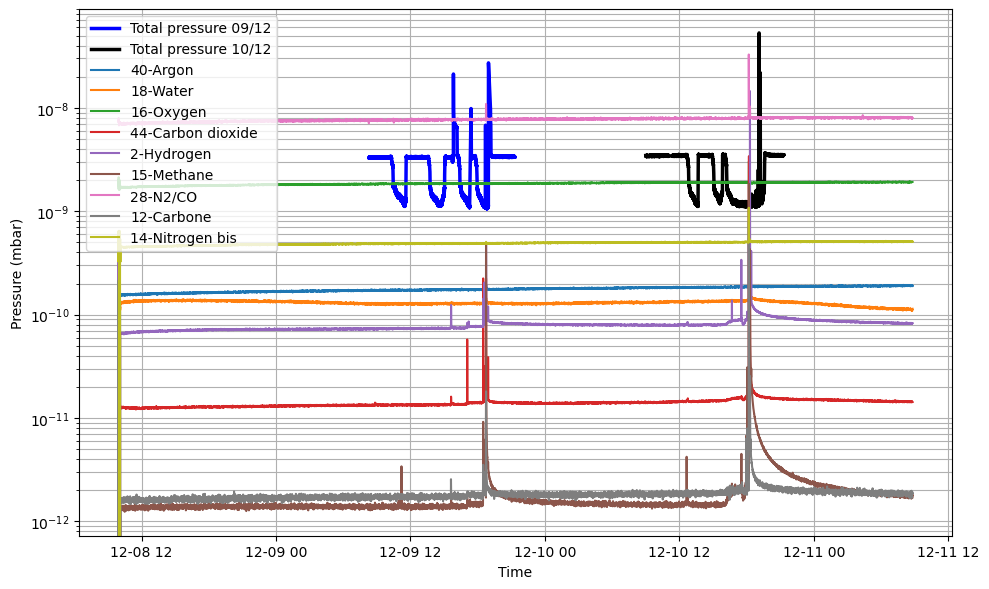 Total pressure 09/12
Total pressure 10/12
40-Argon
18-Water
16-Oxygen
44-Carbon dioxide
2-Hydrogen
15-Methane
28-N2/CO
12-Carbone
14-Nitrogen bis
Pressure (mbar)
10⁻⁸
10⁻⁹
10⁻¹⁰
10⁻¹¹
10⁻¹²
12-08 12
12-09 00
12-09 12
12-10 00
12-10 12
12-11 00
12-11 12
Time